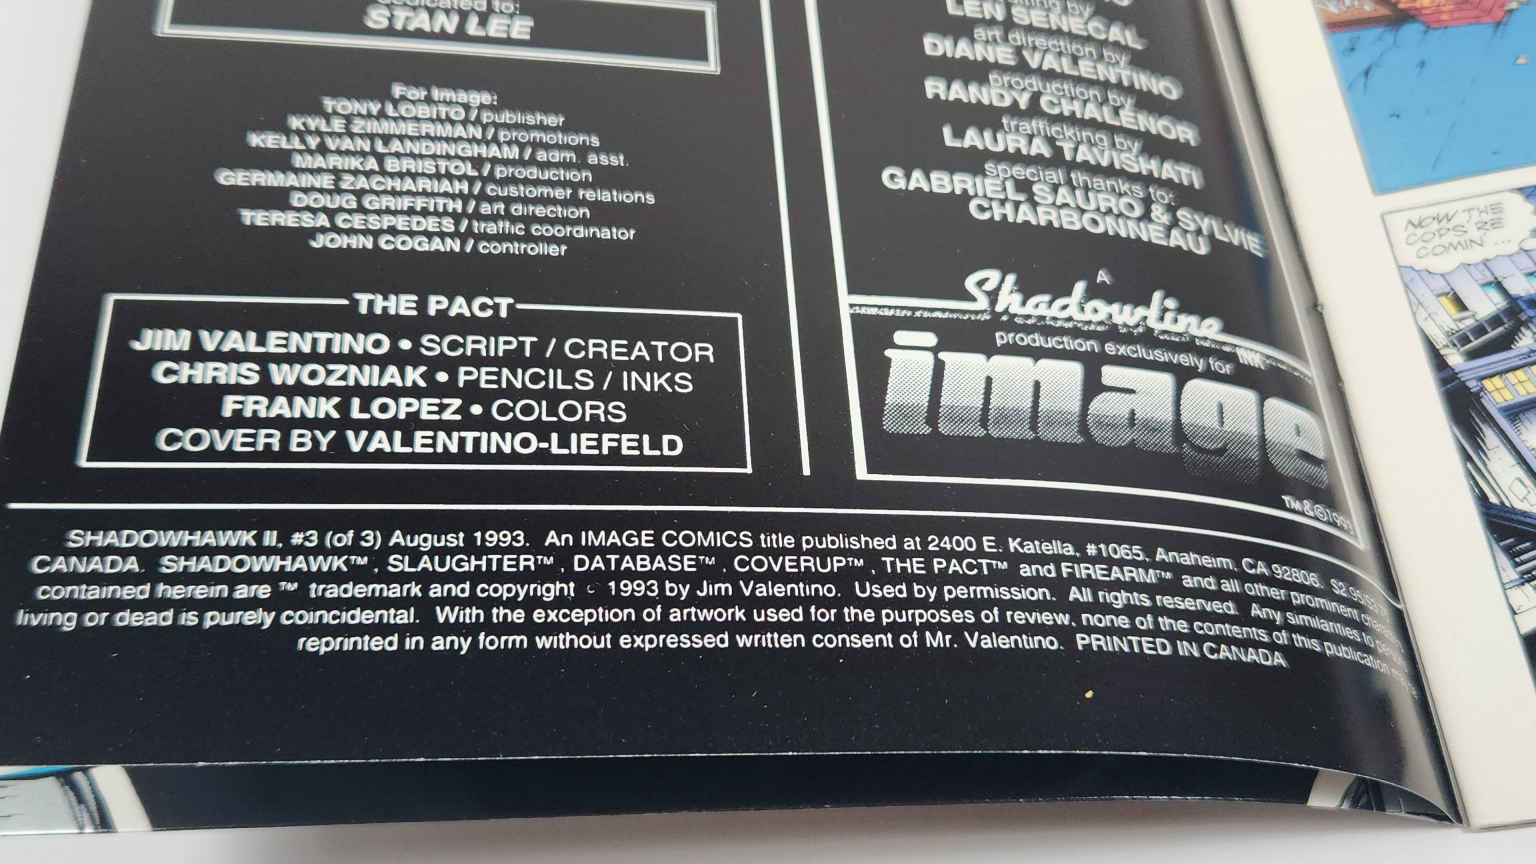 dedicated to:
STAN LEE
For Image:
TONY LOBITO / publisher
KYLE ZIMMERMAN / promotions
KELLY VAN LANDINGHAM / adm. asst.
MARIKA BRISTOL / production
GERMAINE ZACHARIAH / customer relations
DOUG GRIFFITH / art direction
TERESA CESPEDES / traffic coordinator
JOHN COGAN / controller
THE PACT
JIM VALENTINO • SCRIPT / CREATOR
CHRIS WOZNIAK • PENCILS / INKS
FRANK LOPEZ • COLORS
COVER BY VALENTINO-LIEFELD
by
LEN SENECAL
art direction by
DIANE VALENTINO
production by
RANDY CHALENOR
trafficking by
LAURA TAVISHATI
special thanks to:
GABRIEL SAURO & SYLVIE
CHARBONNEAU
A
Shadowline
INK
production exclusively for
image
TM & © 1993
SHADOWHAWK II, #3 (of 3) August 1993. An IMAGE COMICS title published at 2400 E. Katella, #1065, Anaheim, CA 92806. $2.95/
CANADA. SHADOWHAWK™, SLAUGHTER™, DATABASE™, COVERUP™, THE PACT™ and FIREARM™ and all other prominent
contained herein are ™ trademark and copyright © 1993 by Jim Valentino. Used by permission. All rights reserved. Any similarities to
living or dead is purely coincidental. With the exception of artwork used for the purposes of review, none of the contents of this publication
reprinted in any form without expressed written consent of Mr. Valentino. PRINTED IN CANADA
NOW THE
COPS'RE
COMIN'...